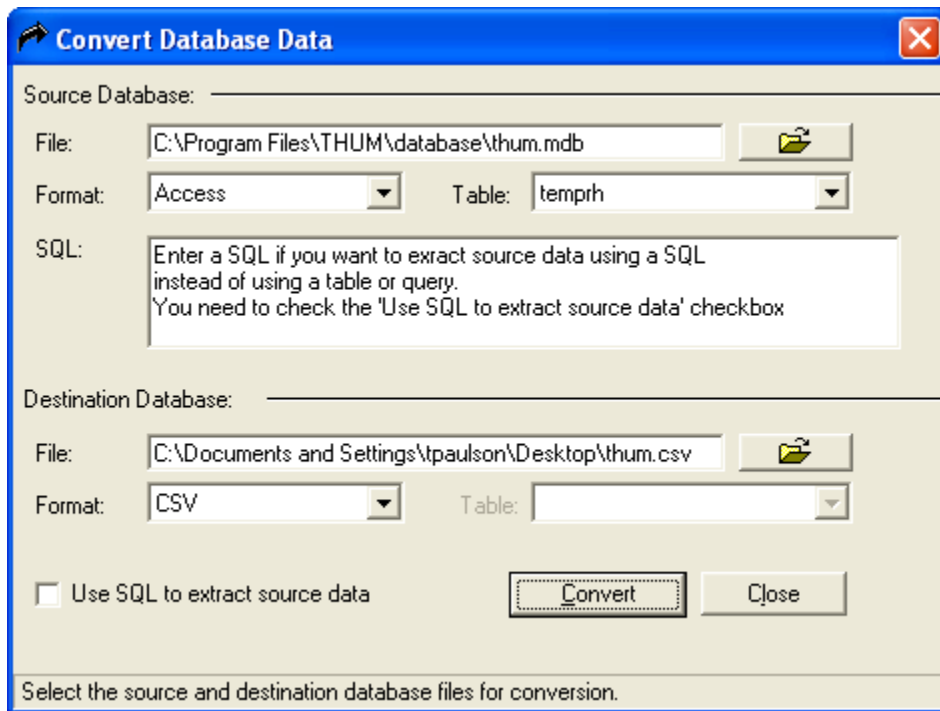 Convert Database Data
Source Database:
File: C:\Program Files\THUM\database\thum.mdb
Format: Access Table: temprh
SQL: Enter a SQL if you want to exract source data using a SQL
instead of using a table or query.
You need to check the 'Use SQL to extract source data' checkbox
Destination Database:
File: C:\Documents and Settings\tpaulson\Desktop\thum.csv
Format: CSV Table:
Use SQL to extract source data Convert Close
Select the source and destination database files for conversion.